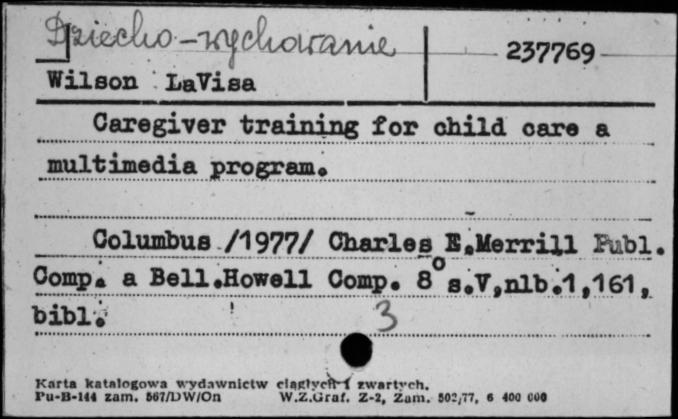 Dziecko - wychowanie
237769
Wilson LaVisa
Caregiver training for child care a
multimedia program.
Columbus /1977/ Charles E.Merrill Publ.
Comp. a Bell.Howell Comp. 8° s.V,nlb.1,161,
bibl.
3
Karta katalogowa wydawnictw ciągłych i zwartych.
Pu-B-144 zam. 567/DW/On W.Z.Graf. Z-2, Zam. 502/77, 6 400 000